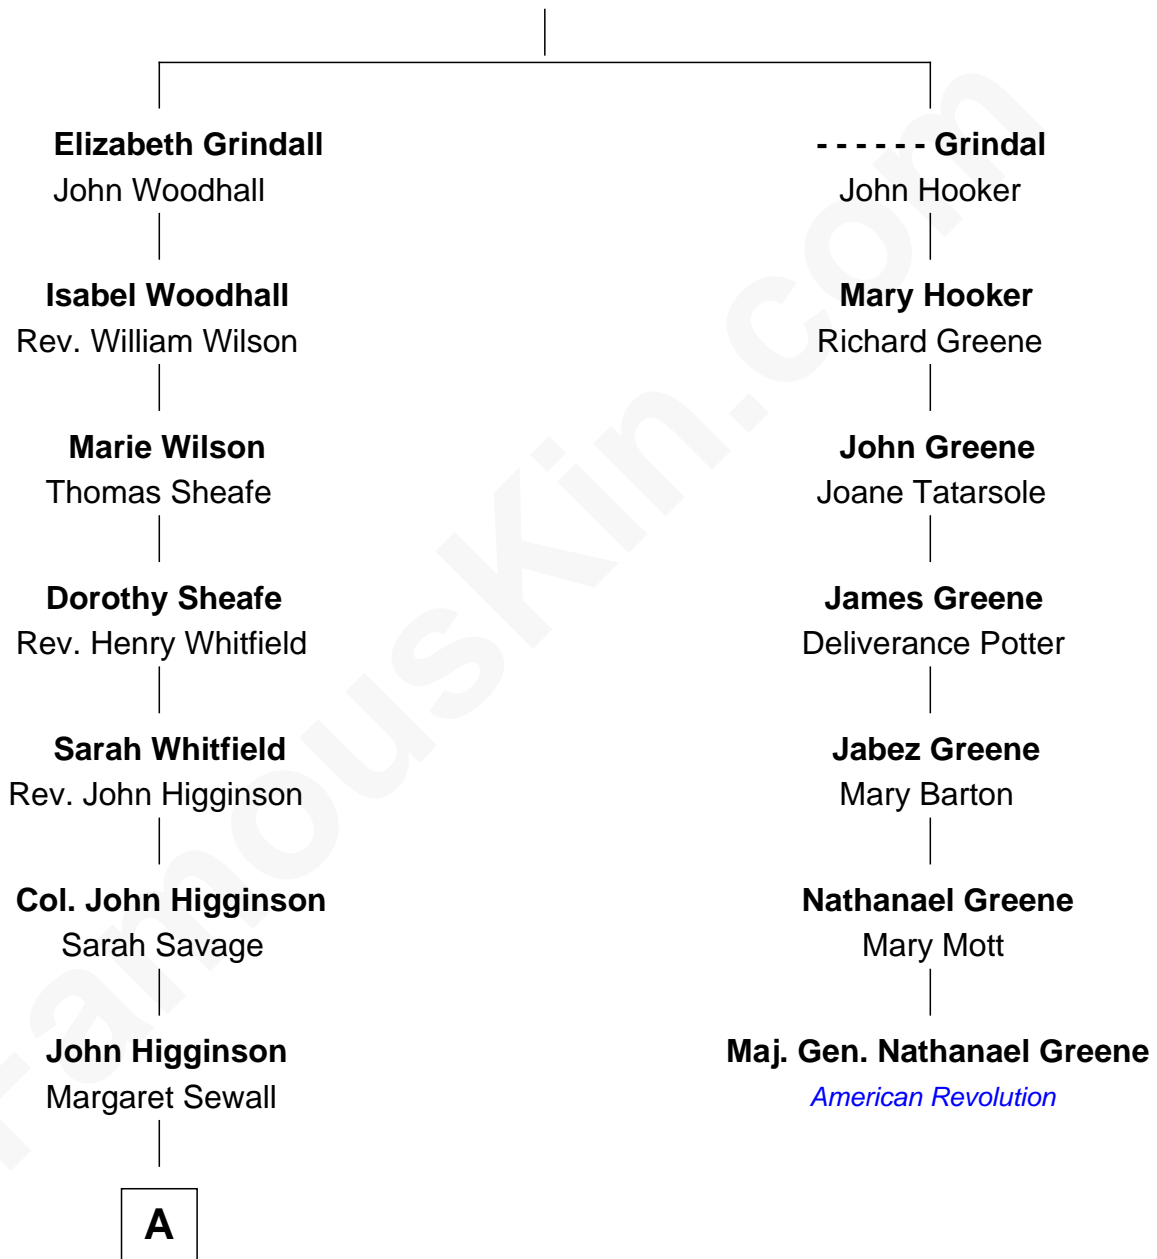 Elizabeth Grindall
John Woodhall
Isabel Woodhall
Rev. William Wilson
Marie Wilson
Thomas Sheafe
Dorothy Sheafe
Rev. Henry Whitfield
Sarah Whitfield
Rev. John Higginson
Col. John Higginson
Sarah Savage
John Higginson
Margaret Sewall
A
- - - - - - Grindal
John Hooker
Mary Hooker
Richard Greene
John Greene
Joane Tatarsole
James Greene
Deliverance Potter
Jabez Greene
Mary Barton
Nathanael Greene
Mary Mott
Maj. Gen. Nathanael Greene
American Revolution
FamousKin.com